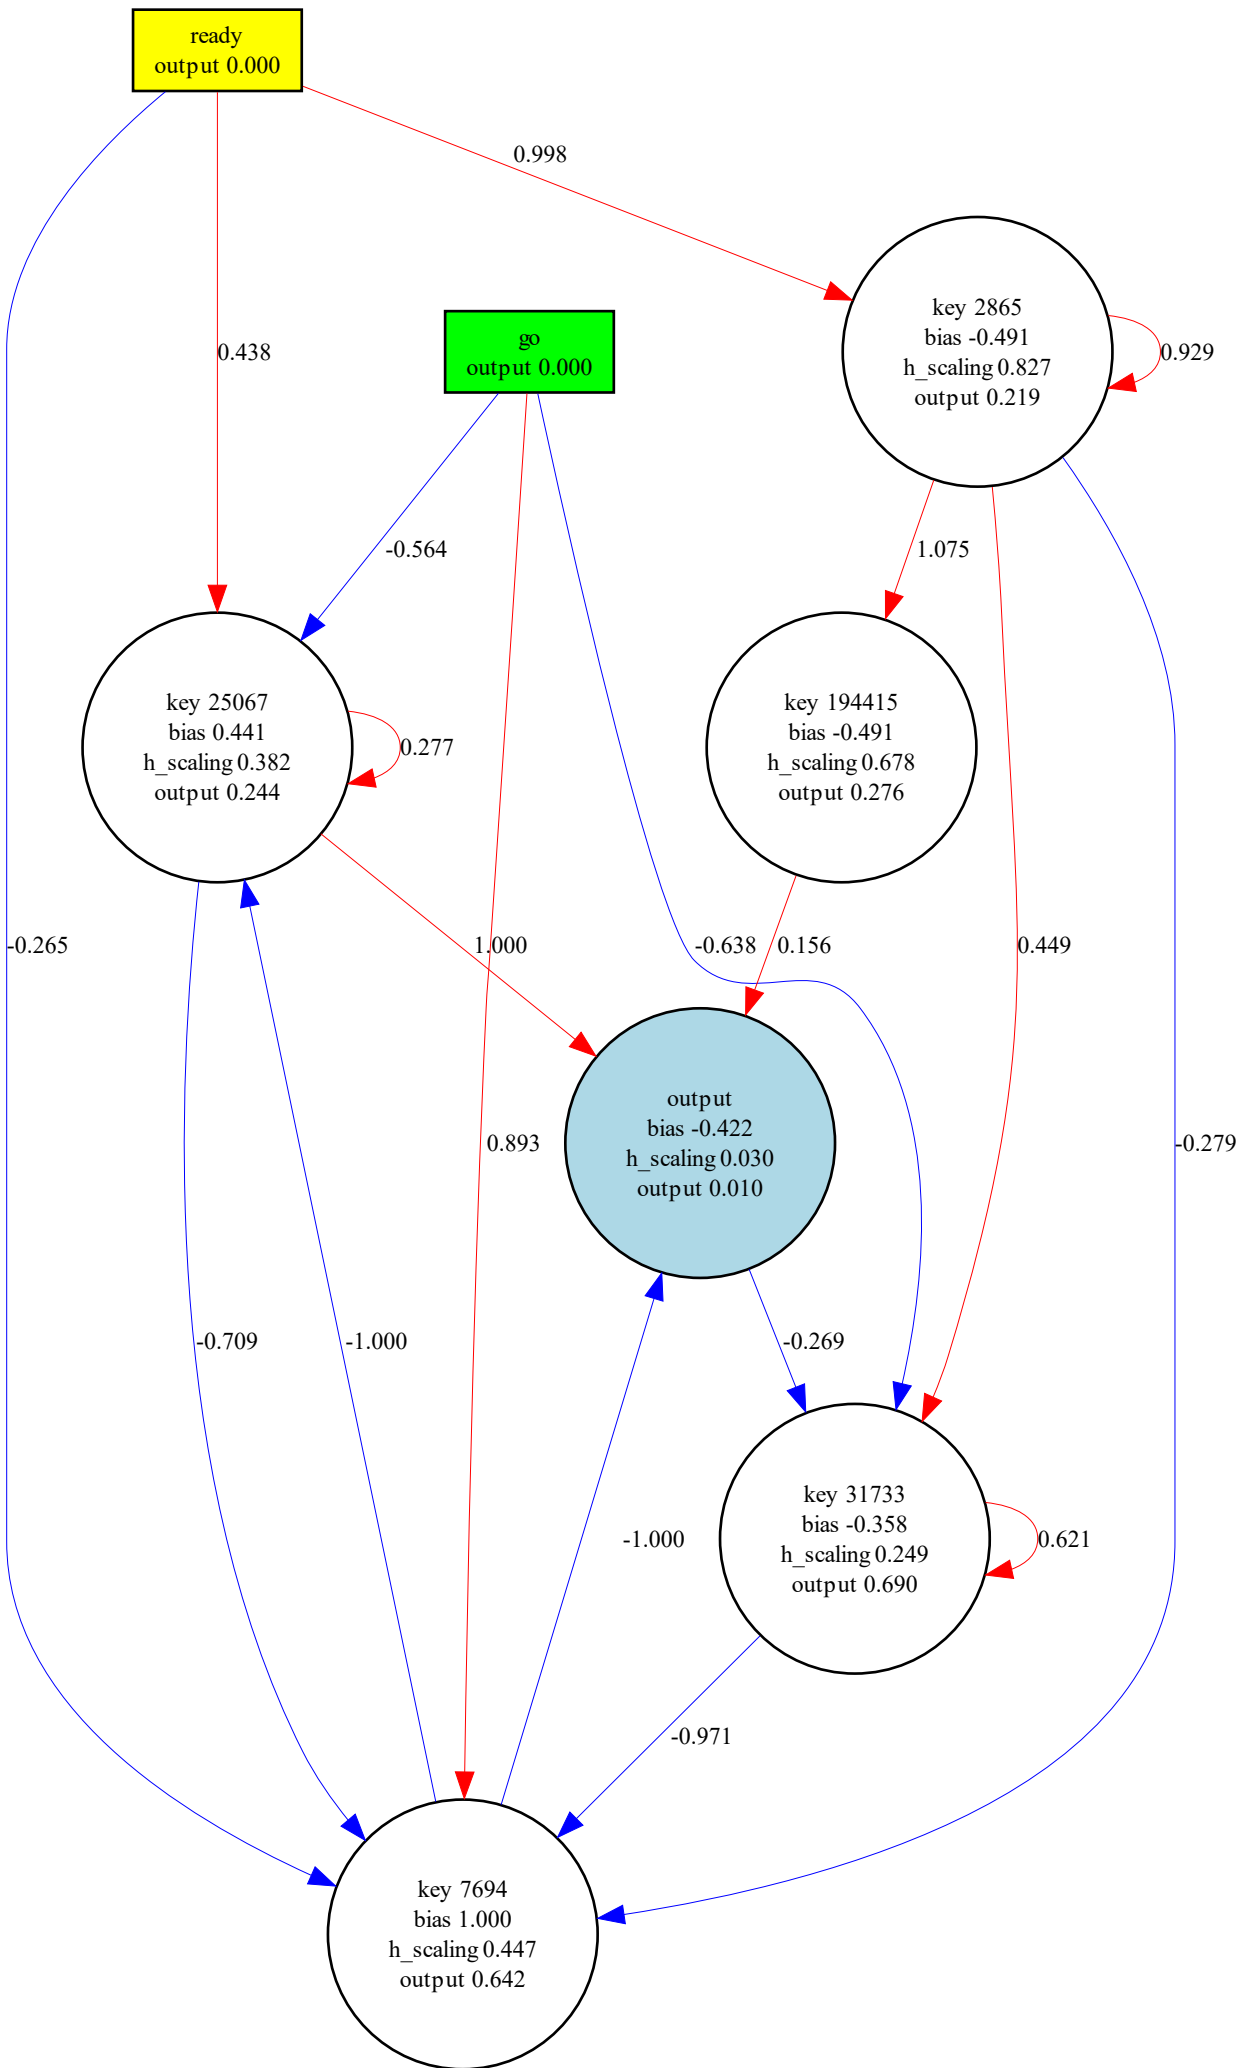 ready
output 0.000
0.998
go
output 0.000
key 2865
bias -0.491
h_scaling 0.827
output 0.219
0.929
0.438
-0.564
1.075
key 25067
bias 0.441
h_scaling 0.382
output 0.244
0.277
key 194415
bias -0.491
h_scaling 0.678
output 0.276
-0.265
1.000
-0.638
0.156
0.449
output
bias -0.422
h_scaling 0.030
output 0.010
0.893
-0.279
-0.709
-1.000
-0.269
key 31733
bias -0.358
h_scaling 0.249
output 0.690
-1.000
0.621
-0.971
key 7694
bias 1.000
h_scaling 0.447
output 0.642